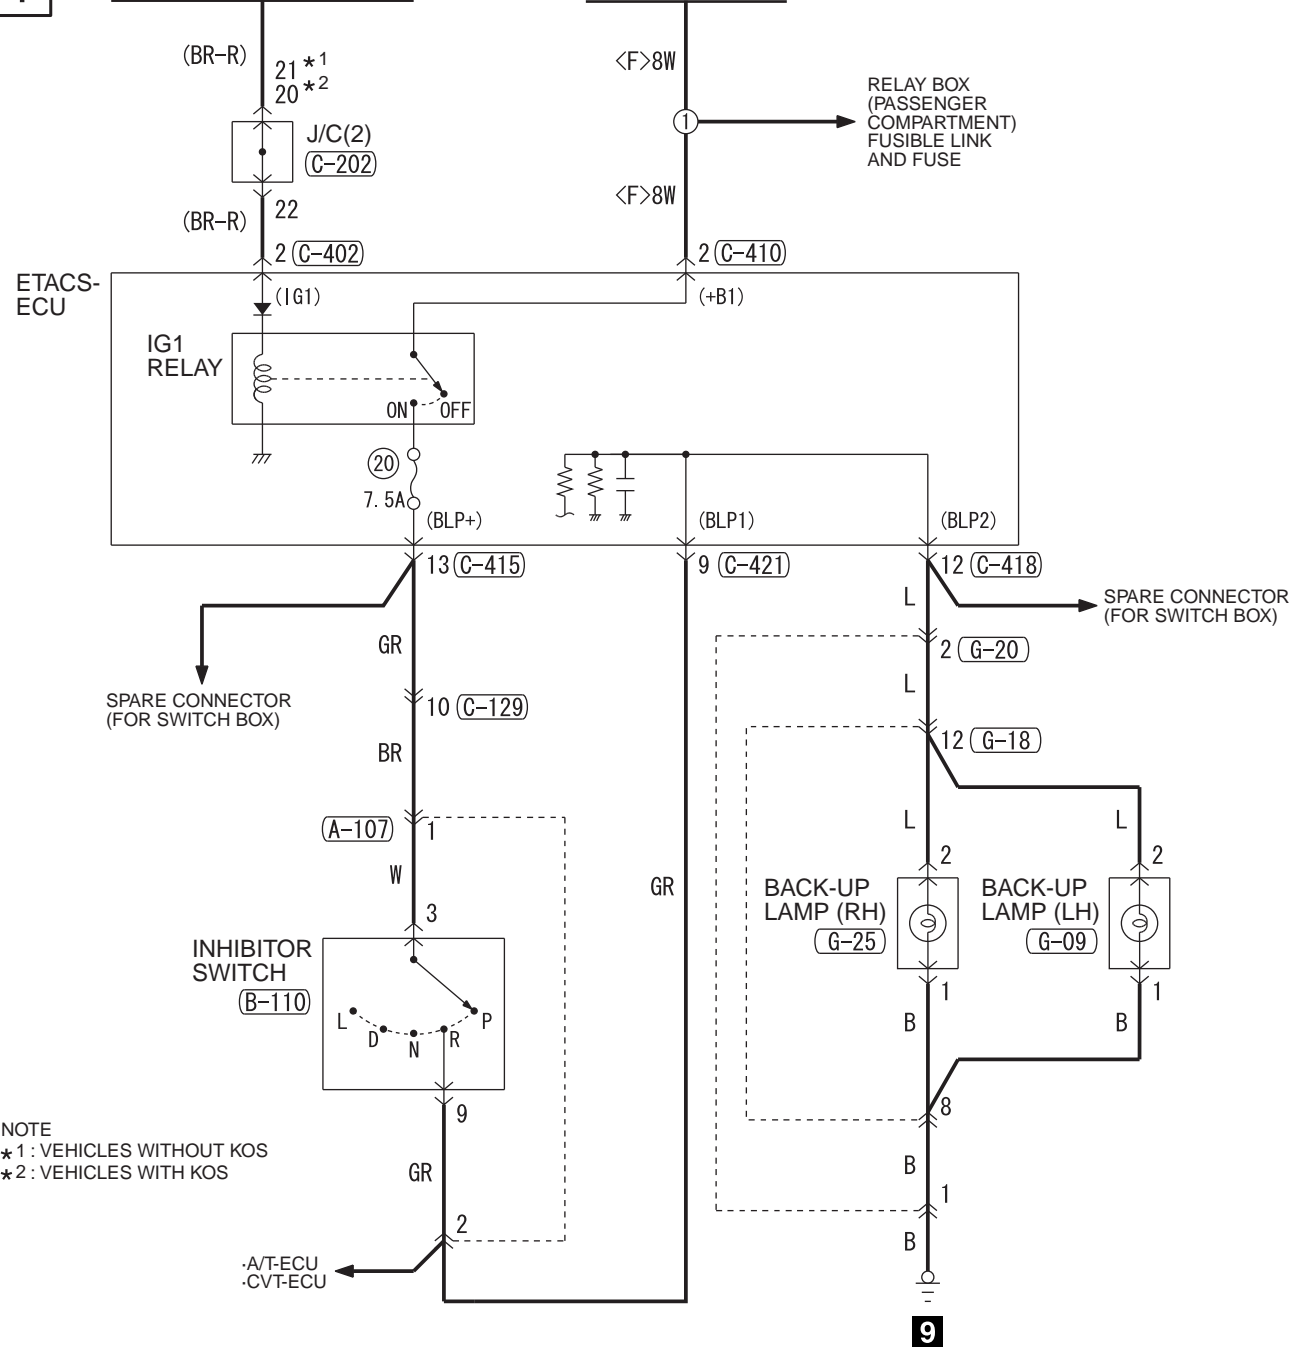 (BR-R)
21 *1
20 *2
J/C(2)
C-202
22
(BR-R)
2 C-402
<F>8W
1
RELAY BOX
(PASSENGER
COMPARTMENT)
FUSIBLE LINK
AND FUSE
<F>8W
2 C-410
ETACS-
ECU
(IG1)
(+B1)
IG1
RELAY
ON
OFF
20
7.5A
(BLP+)
(BLP1)
(BLP2)
13 C-415
9 C-421
12 C-418
L
SPARE CONNECTOR
(FOR SWITCH BOX)
GR
2 G-20
L
SPARE CONNECTOR
(FOR SWITCH BOX)
10 C-129
12 G-18
BR
A-107
1
L
L
W
2
2
GR
BACK-UP
LAMP (RH)
G-25
BACK-UP
LAMP (LH)
G-09
3
INHIBITOR
SWITCH
B-110
L
D
N
R
P
1
1
B
B
9
8
NOTE
*1 : VEHICLES WITHOUT KOS
*2 : VEHICLES WITH KOS
GR
B
1
2
B
·A/T-ECU
·CVT-ECU
9